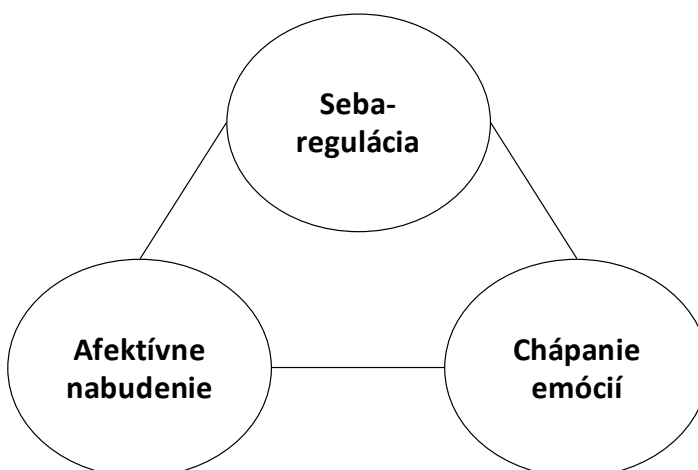 Seba-
regulácia
Afektívne
nabudenie
Chápanie
emócií